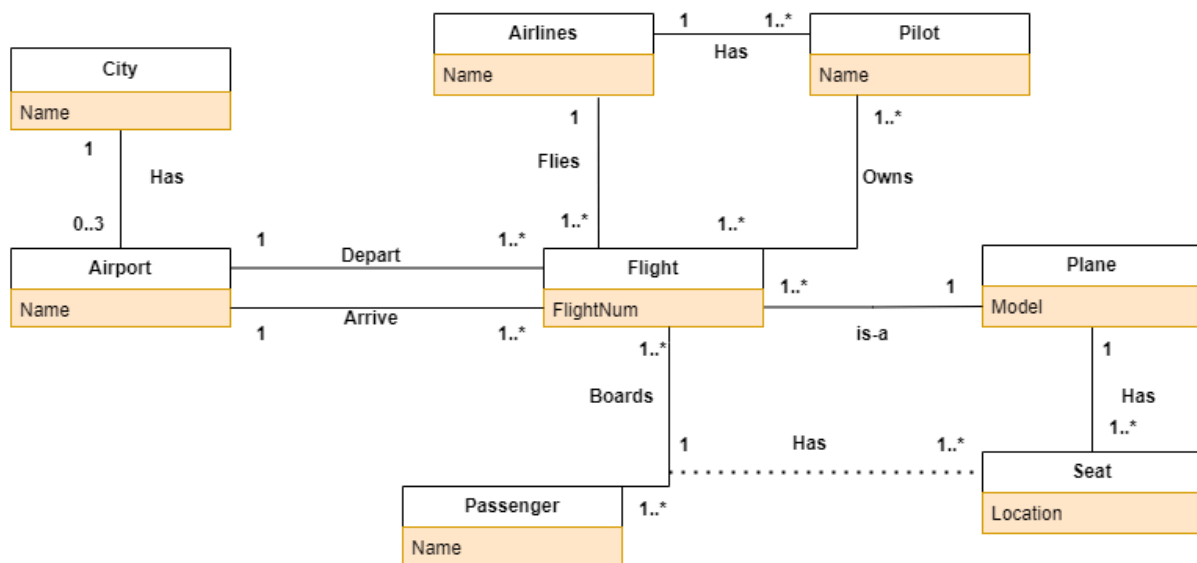 Airlines
Name
1
Has
1..*
Pilot
Name
City
Name
1
Has
0..3
1
Flies
1..*
1..*
Owns
1..*
Airport
Name
1
Depart
1..*
1
Arrive
1..*
Flight
FlightNum
1..*
is-a
1
Plane
Model
1
Has
1..*
1..*
Boards
1
Has
1..*
Seat
Location
Passenger
Name
1..*